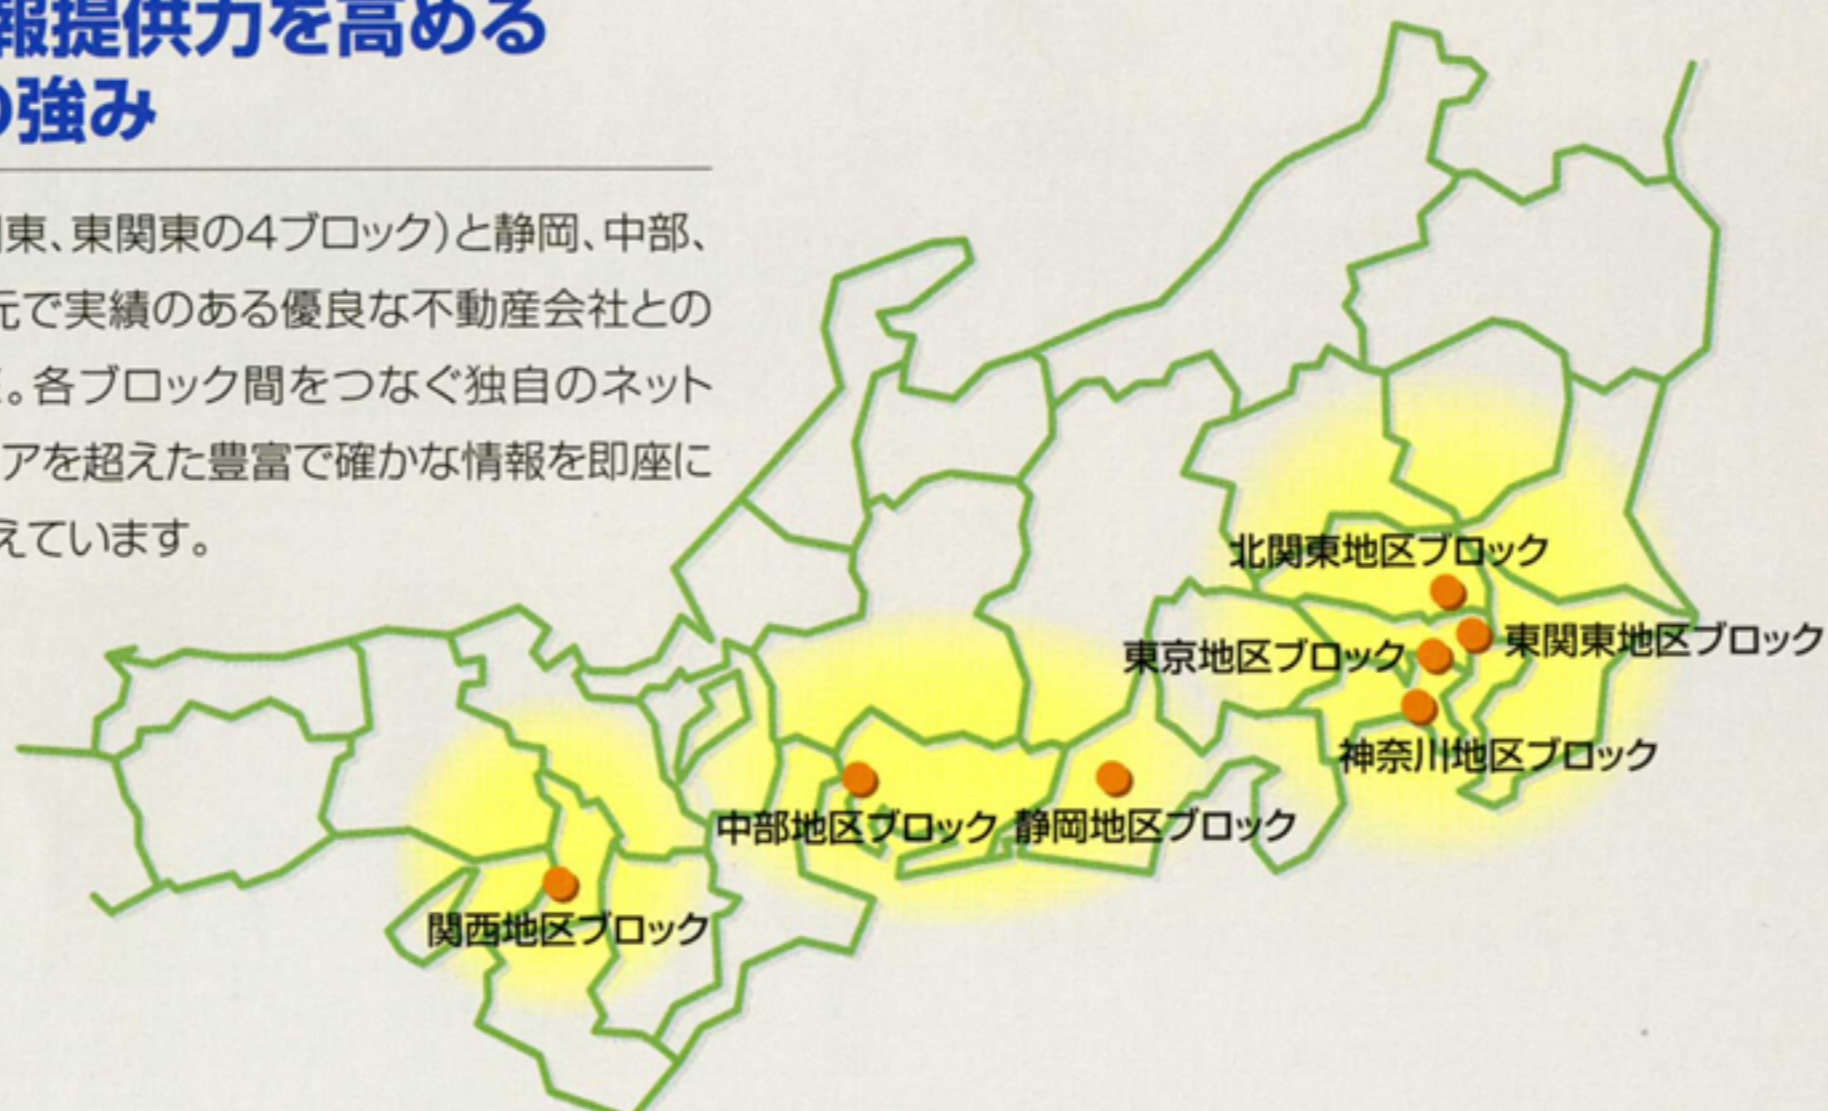 報提供力を高める
の強み
関東、東関東の4ブロック)と静岡、中部、
元で実績のある優良な不動産会社との
。各ブロック間をつなぐ独自のネット
アを超えた豊富で確かな情報を即座に
えています。
北関東地区ブロック
東京地区ブロック
東関東地区ブロック
神奈川地区ブロック
中部地区ブロック
静岡地区ブロック
関西地区ブロック